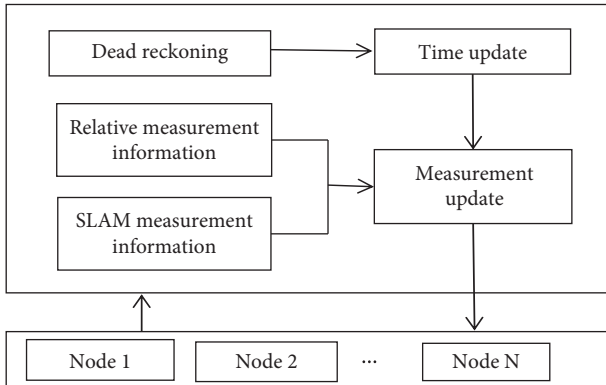 Dead reckoning
Time update
Relative measurement
information
Measurement
update
SLAM measurement
information
Node 1
Node 2
...
Node N